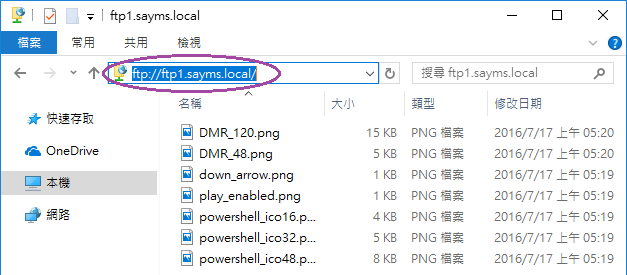 ftp1.sayms.local
檔案 常用 共用 檢視
ftp://ftp1.sayms.local/ 搜尋 ftp1.sayms.local
名稱 大小 類型 修改日期
快速存取
OneDrive
本機
網路
DMR_120.png 15 KB PNG 檔案 2016/7/17 上午 05:20
DMR_48.png 5 KB PNG 檔案 2016/7/17 上午 05:20
down_arrow.png 1 KB PNG 檔案 2016/7/17 上午 05:19
play_enabled.png 1 KB PNG 檔案 2016/7/17 上午 05:19
powershell_ico16.p... 4 KB PNG 檔案 2016/7/17 上午 05:19
powershell_ico32.p... 5 KB PNG 檔案 2016/7/17 上午 05:19
powershell_ico48.p... 8 KB PNG 檔案 2016/7/17 上午 05:19